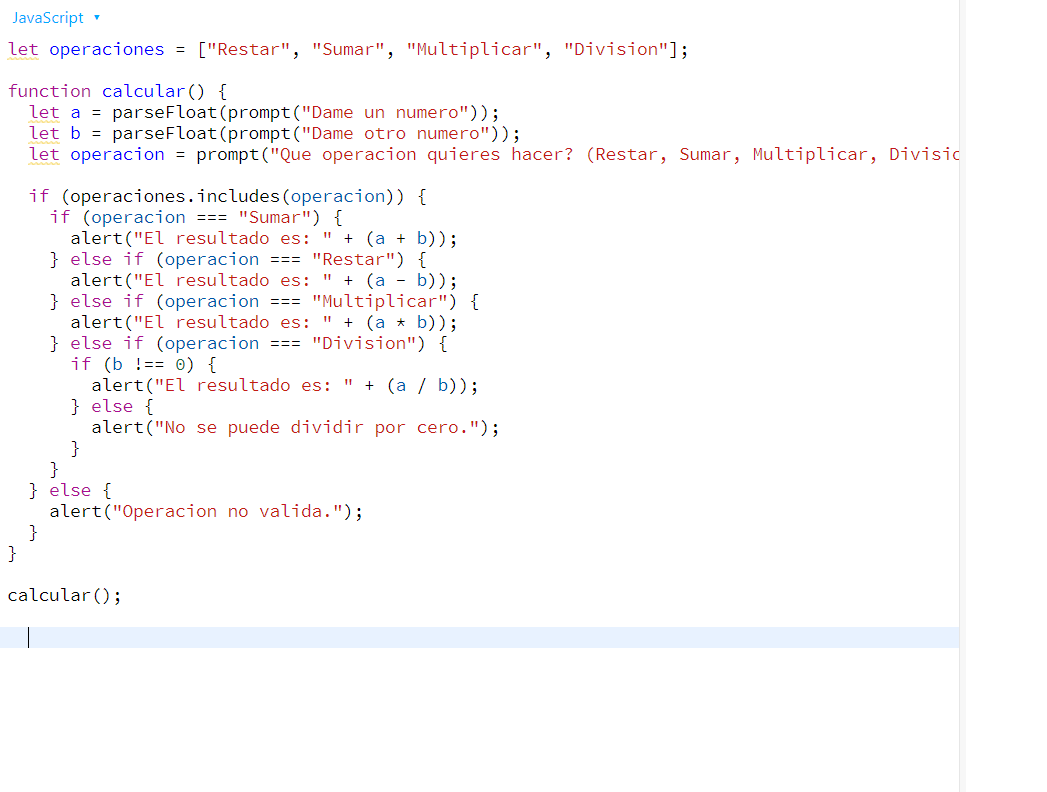 JavaScript
let operaciones = ["Restar", "Sumar", "Multiplicar", "Division"];
function calcular() {
  let a = parseFloat(prompt("Dame un numero"));
  let b = parseFloat(prompt("Dame otro numero"));
  let operacion = prompt("Que operacion quieres hacer? (Restar, Sumar, Multiplicar,
  if (operaciones.includes(operacion)) {
    if (operacion === "Sumar") {
      alert("El resultado es: " + (a + b));
    } else if (operacion === "Restar") {
      alert("El resultado es: " + (a - b));
    } else if (operacion === "Multiplicar") {
      alert("El resultado es: " + (a * b));
    } else if (operacion === "Division") {
      if (b !== 0) {
        alert("El resultado es: " + (a / b));
      } else {
        alert("No se puede dividir por cero.");
      }
    }
  } else {
    alert("Operacion no valida.");
  }
}
calcular();